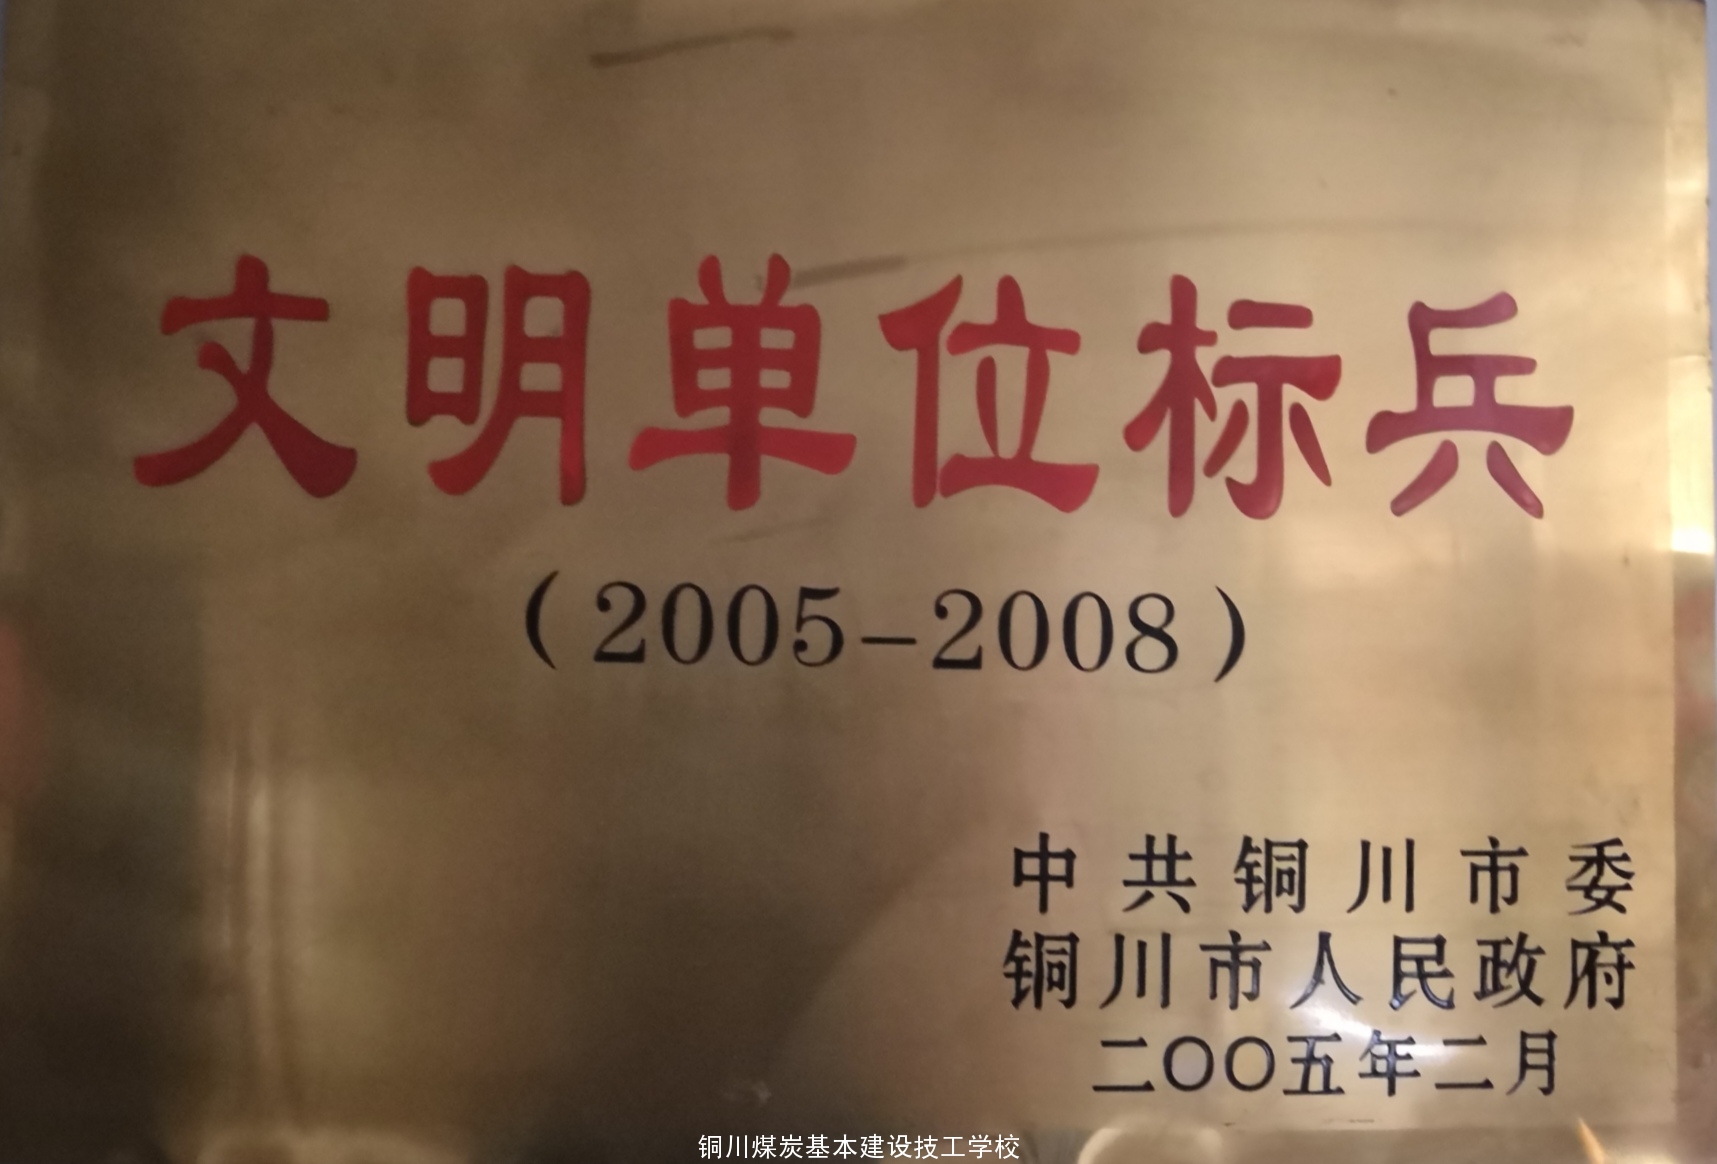 文明单位标兵
（2005-2008）
中共铜川市委
铜川市人民政府
二〇〇五年二月
铜川煤炭基本建设技工学校